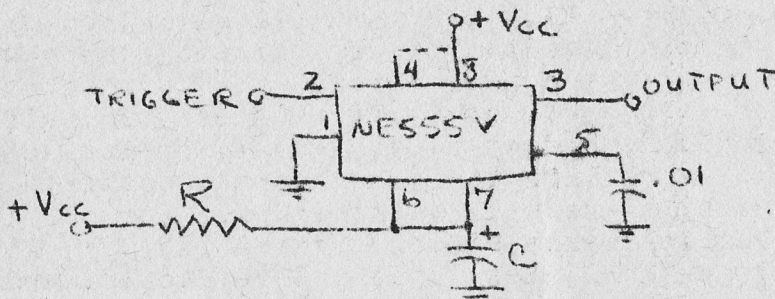 + Vcc
4 8
2 3
TRIGGER OUTPUT
1 NE555V 5
.01
6 7
+ Vcc R
+
C